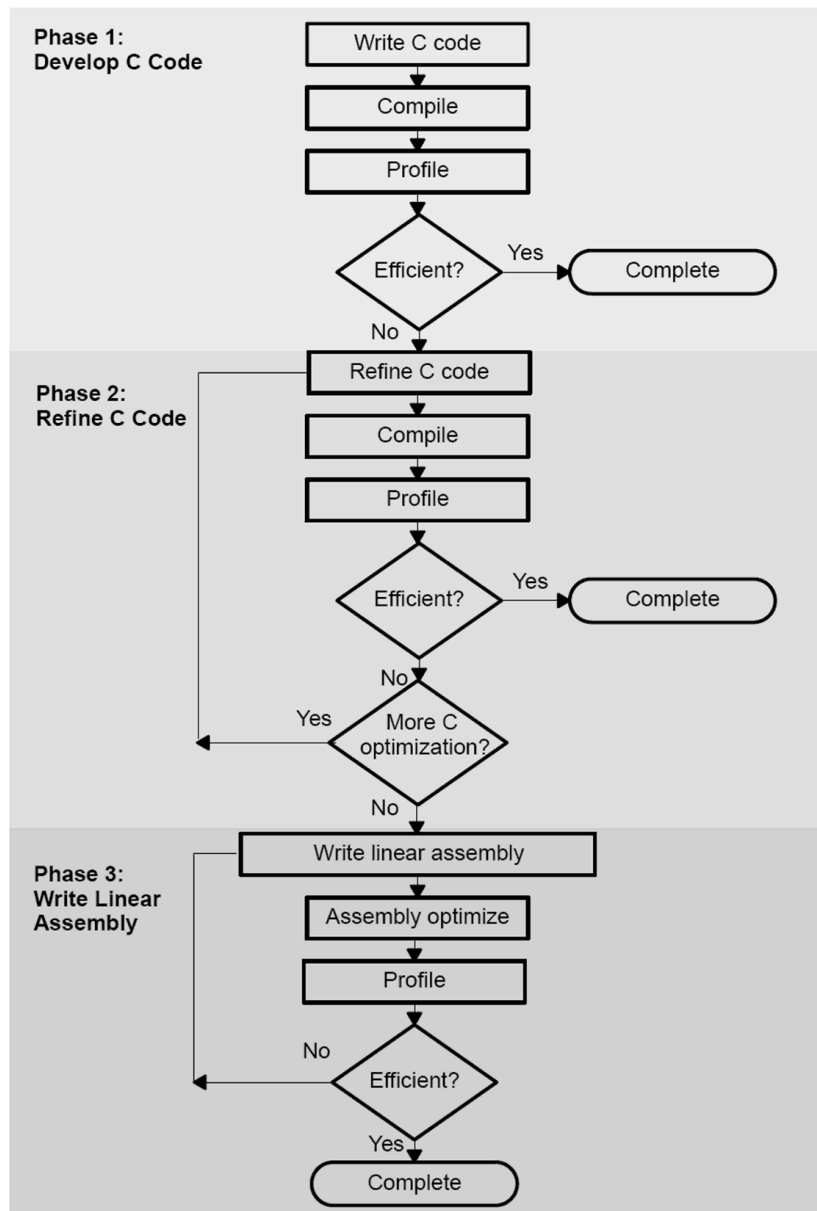 Phase 1:
Develop C Code
Write C code
Compile
Profile
Efficient?
Yes
Complete
No
Phase 2:
Refine C Code
Refine C code
Compile
Profile
Efficient?
Yes
Complete
No
More C
optimization?
Yes
No
Phase 3:
Write Linear
Assembly
Write linear assembly
Assembly optimize
Profile
No
Efficient?
Yes
Complete